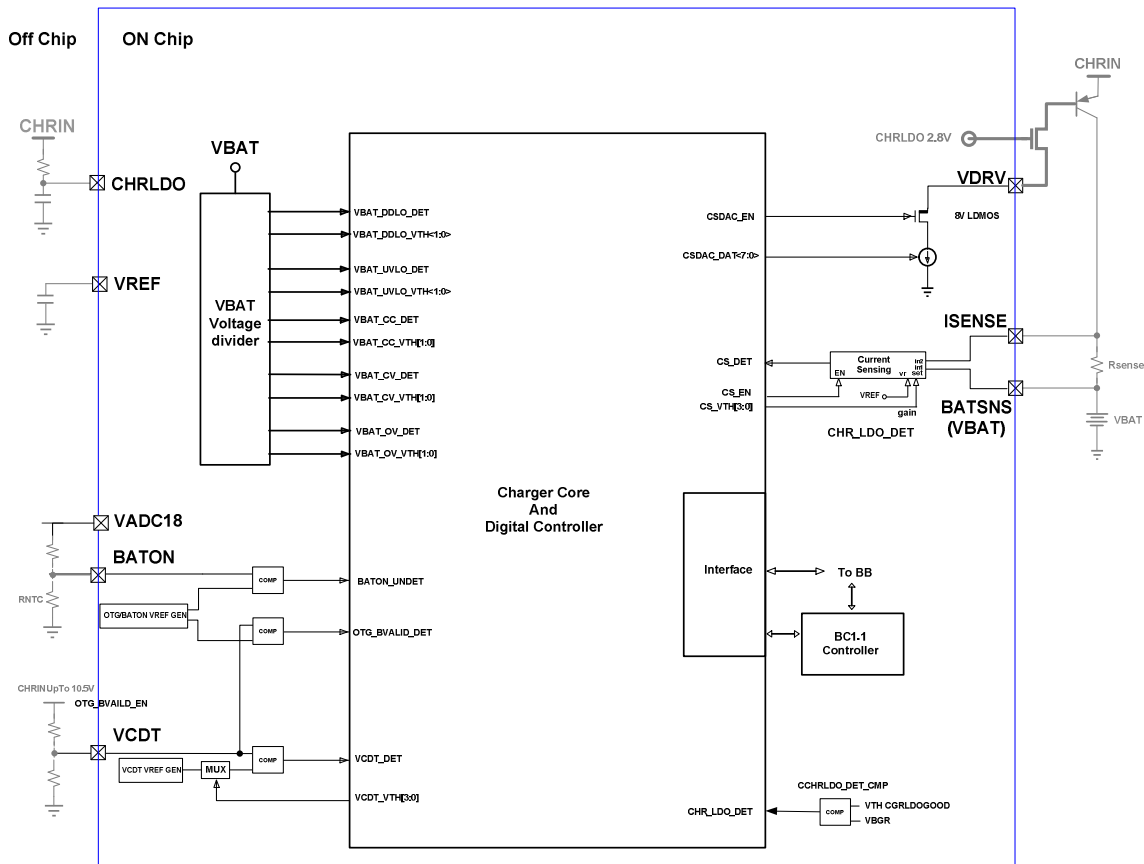 Off Chip
ON Chip
CHRIN
CHRLDO
VREF
VBAT
VBAT
Voltage
divider
VBAT_DDLO_DET
VBAT_DDLO_VTH<1:0>
VBAT_UVLO_DET
VBAT_UVLO_VTH<1:0>
VBAT_CC_DET
VBAT_CC_VTH[1:0]
VBAT_CV_DET
VBAT_CV_VTH[1:0]
VBAT_OV_DET
VBAT_OV_VTH[1:0]
Charger Core
And
Digital Controller
VADC18
BATON
RNTC
OTG/BATON VREF GEN
COMP
COMP
BATON_UNDET
OTG_BVALID_DET
CHRIN UpTo 10.5V
OTG_BVAILD_EN
VCDT
VCDT VREF GEN
MUX
COMP
VCDT_DET
VCDT_VTH[3:0]
CHRIN
CHRLDO 2.8V
VDRV
CSDAC_EN
8V LDMOS
CSDAC_DAT<7:0>
ISENSE
CS_DET
Current
Sensing
in2
in1
EN
vr
set
CS_EN
VREF
CS_VTH[3:0]
gain
CHR_LDO_DET
BATSNS
(VBAT)
Rsense
VBAT
Interface
To BB
BC1.1
Controller
CCHRLDO_DET_CMP
CHR_LDO_DET
COMP
VTH CGRLDOGOOD
VBGR